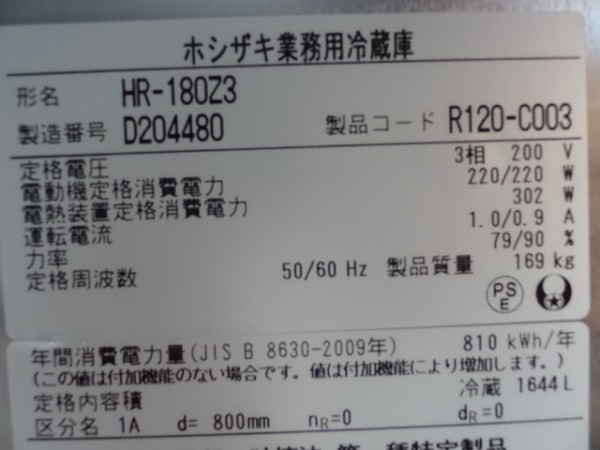 ホシザキ業務用冷蔵庫
形名 HR-180Z3
製造番号 D204480 製品コード R120-C003
定格電圧 3相 200 V
電動機定格消費電力 220/220 W
電熱装置定格消費電力 302 W
運転電流 1.0/0.9 A
力率 79/90 %
定格周波数 50/60 Hz 製品質量 169 kg
PS
E
年間消費電力量(JIS B 8630-2009年) 810 kWh/年
(この値は付加機能のない場合です。値は付加機能により増加します。)
定格内容積 冷蔵 1644L
区分名 1A d= 800mm nR=0 dR=0
種特定製品